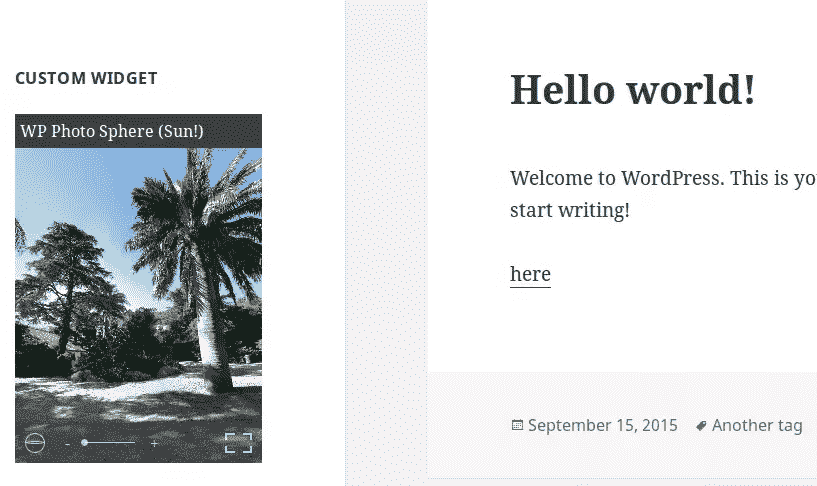 CUSTOM WIDGET
WP Photo Sphere (Sun!)
- +
Hello world!
Welcome to WordPress. This is
start writing!
here
September 15, 2015 Another tag